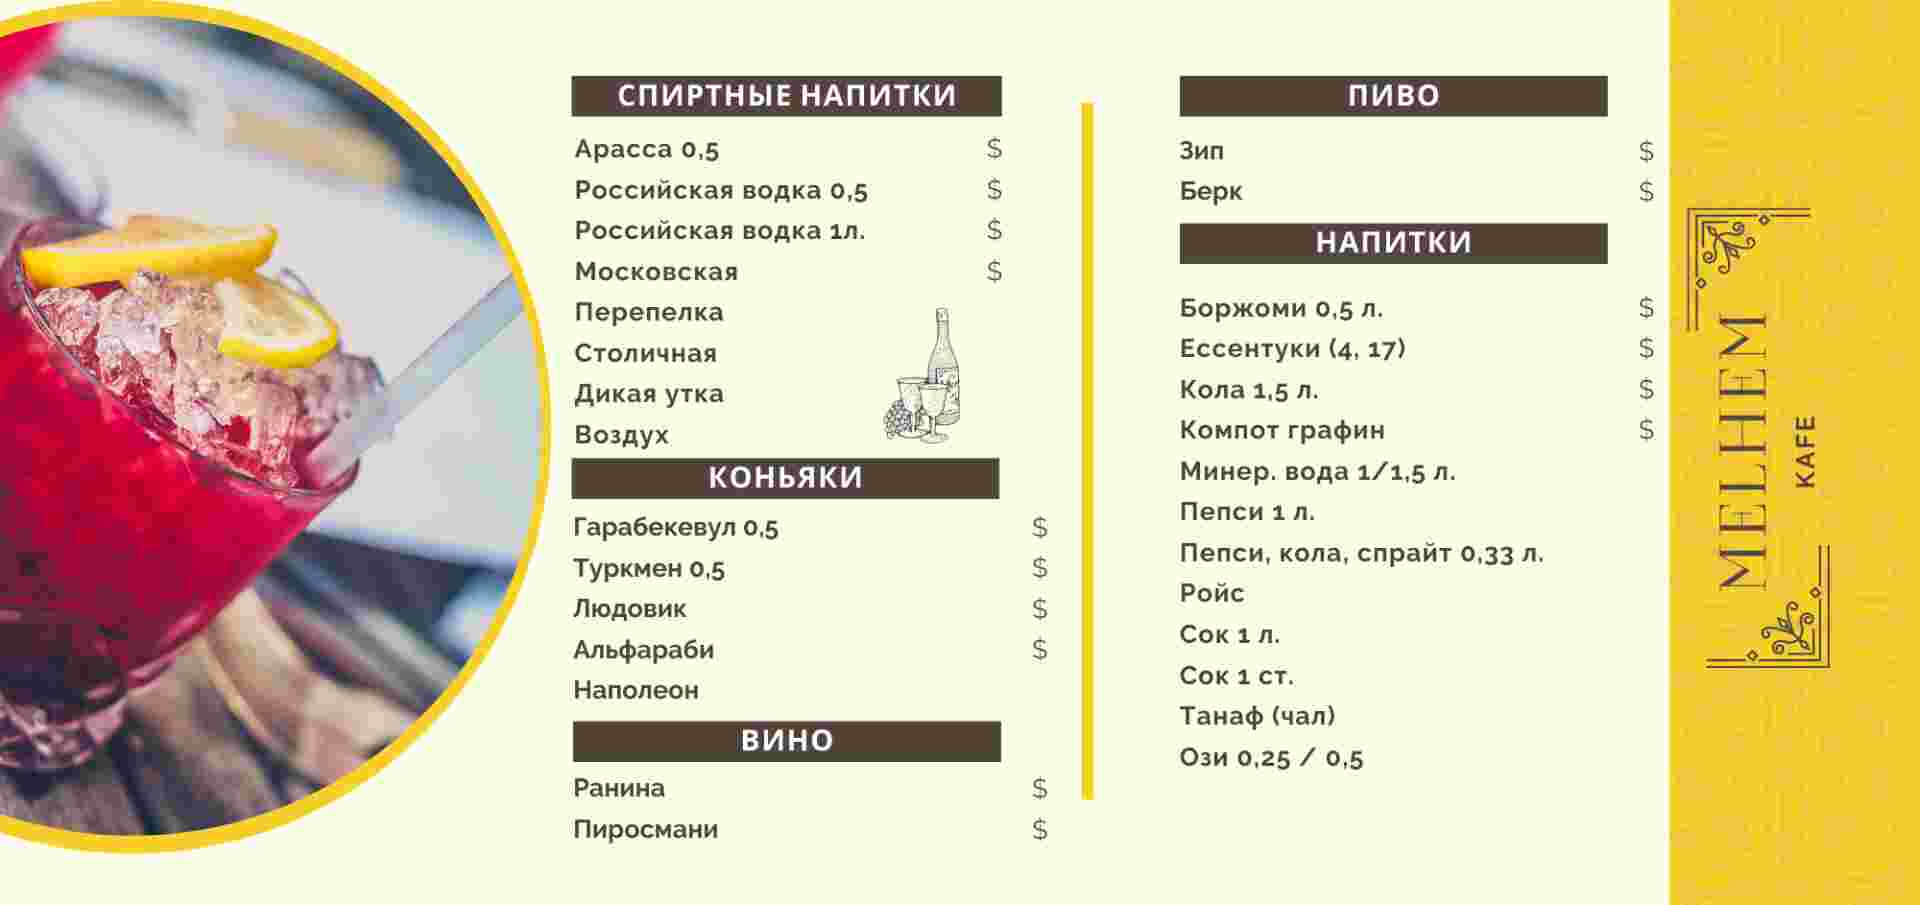 СПИРТНЫЕ НАПИТКИ
Арасса 0,5 $
Российская водка 0,5 $
Российская водка 1л. $
Московская $
Перепелка
Столичная
Дикая утка
Воздух
КОНЬЯКИ
Гарабекевул 0,5 $
Туркмен 0,5 $
Людовик $
Альфараби $
Наполеон
ВИНО
Ранина $
Пиросмани $
ПИВО
Зип $
Берк $
НАПИТКИ
Боржоми 0,5 л. $
Ессентуки (4, 17) $
Кола 1,5 л. $
Компот графин $
Минер. вода 1/1,5 л.
Пепси 1 л.
Пепси, кола, спрайт 0,33 л.
Ройс
Сок 1 л.
Сок 1 ст.
Танаф (чал)
Ози 0,25 / 0,5
MELHEM
KAFE